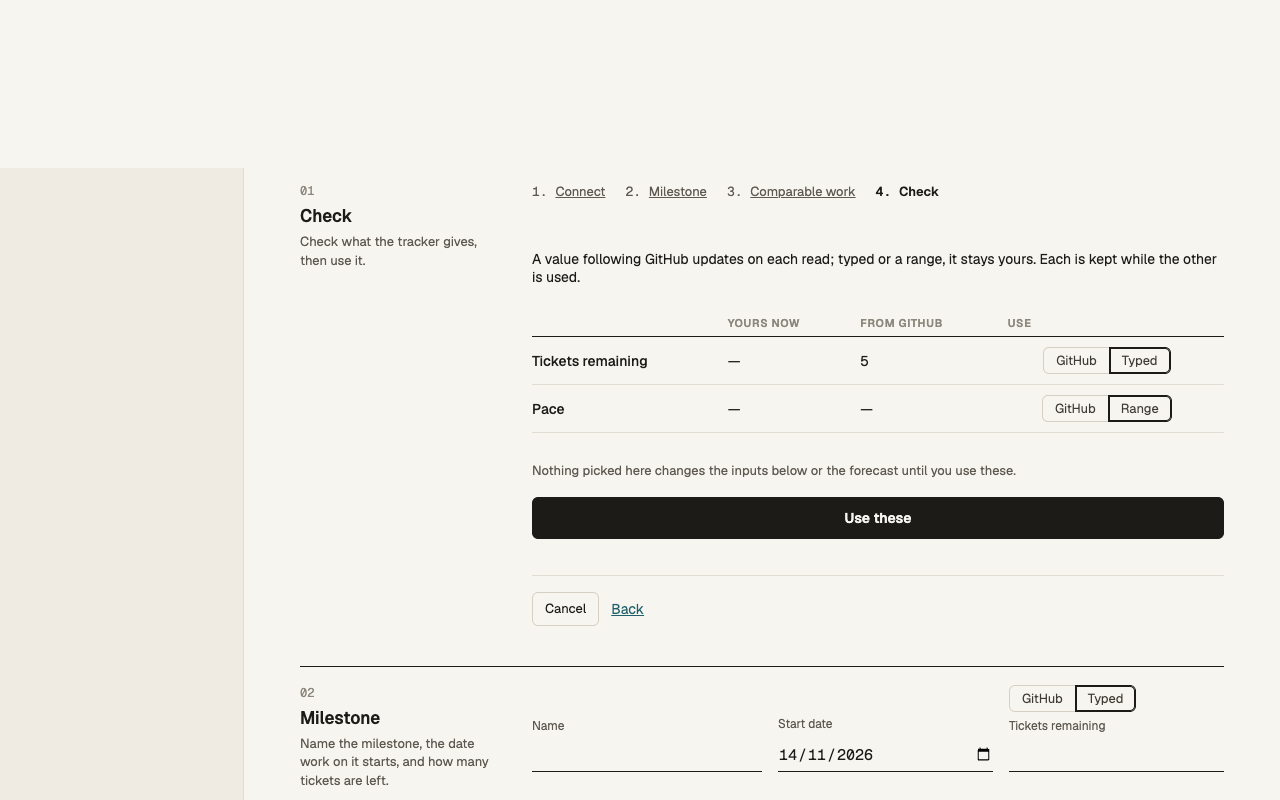 01
Check
Check what the tracker gives,
then use it.
1. Connect 2. Milestone 3. Comparable work 4. Check
A value following GitHub updates on each read; typed or a range, it stays yours. Each is kept while the other
is used.
YOURS NOW FROM GITHUB USE
Tickets remaining — 5 GitHub Typed
Pace — — GitHub Range
Nothing picked here changes the inputs below or the forecast until you use these.
Use these
Cancel Back
02
Milestone
Name the milestone, the date
work on it starts, and how many
tickets are left.
Name
Start date
14/11/2026
GitHub Typed
Tickets remaining